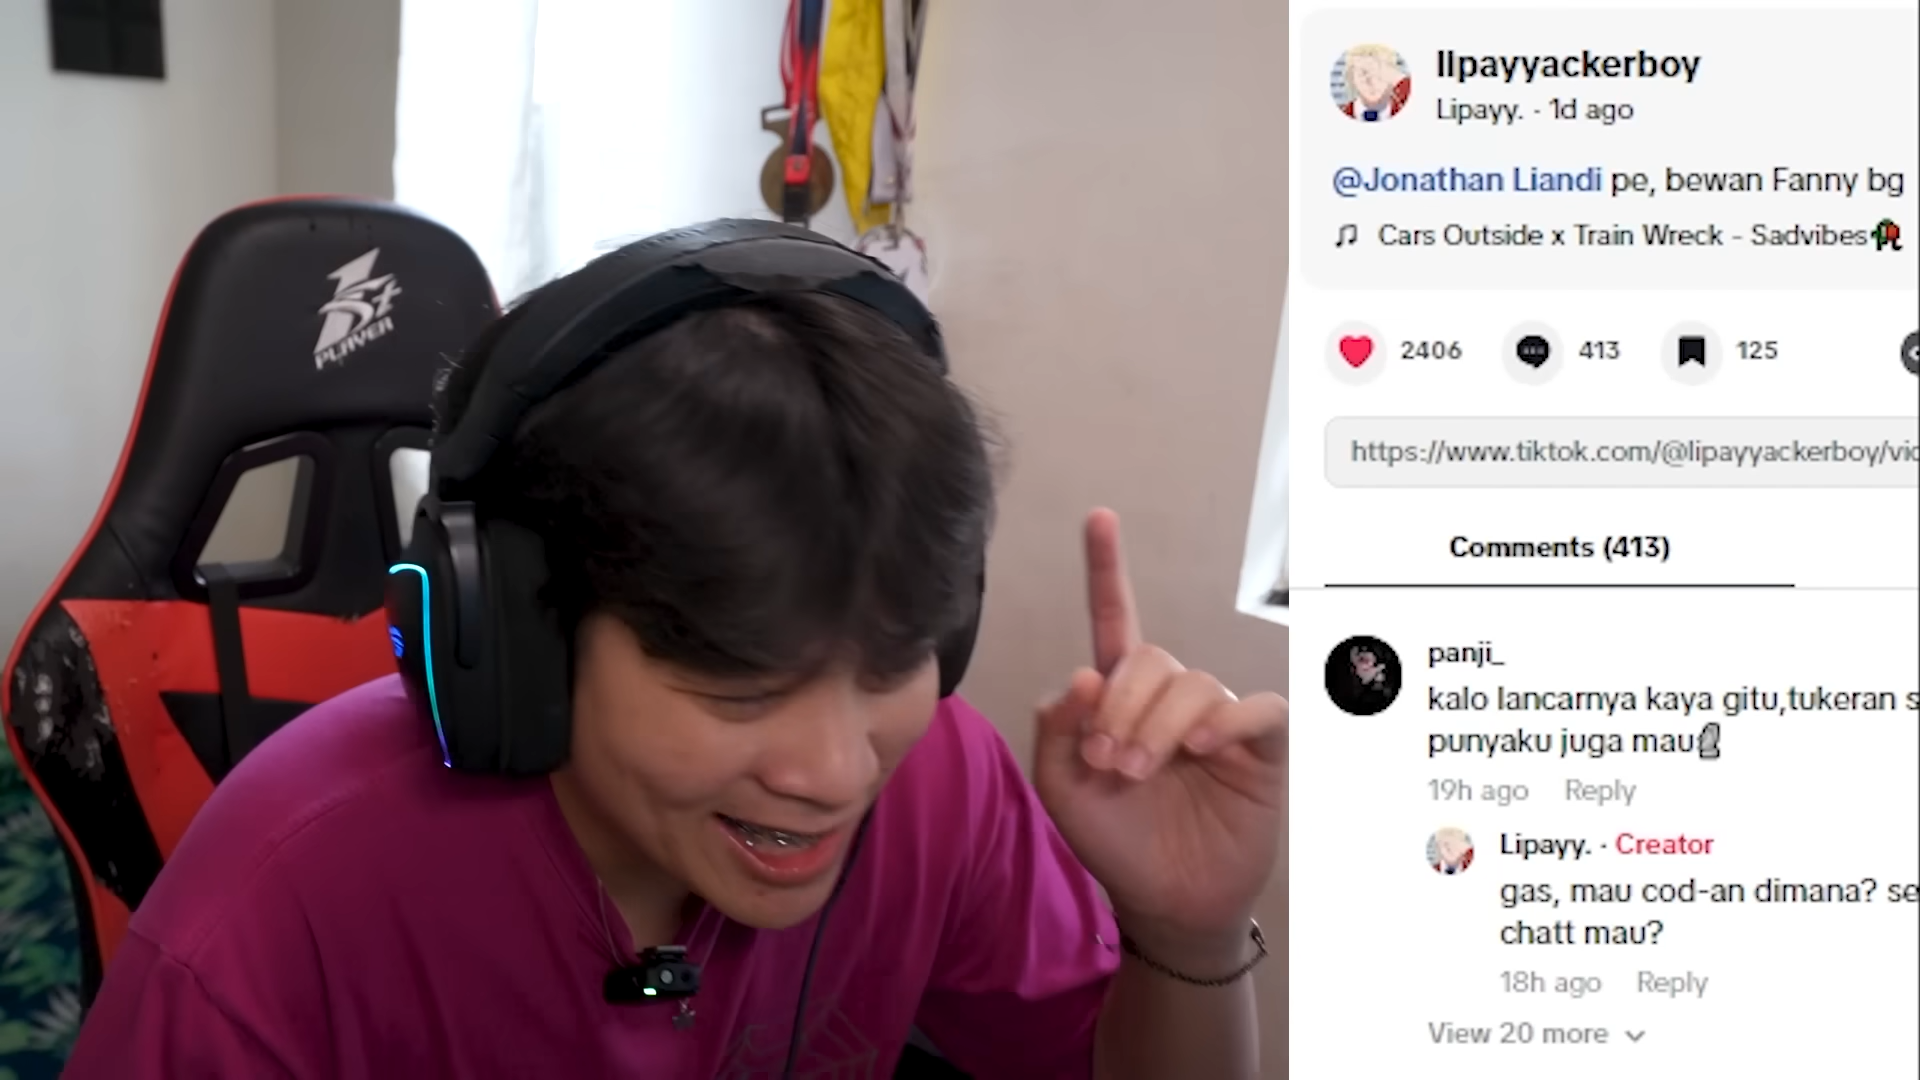 1st
PLAYER
llpayyackerboy
Lipayy. · 1d ago
@Jonathan Liandi pe, bewan Fanny bg
Cars Outside x Train Wreck - Sadvibes
2406
413
125
https://www.tiktok.com/@lipayyackerboy/vid
Comments (413)
panji_
kalo lancarnya kaya gitu,tukeran s
punyaku juga mau
19h ago Reply
Lipayy. · Creator
gas, mau cod-an dimana? se
chatt mau?
18h ago Reply
View 20 more